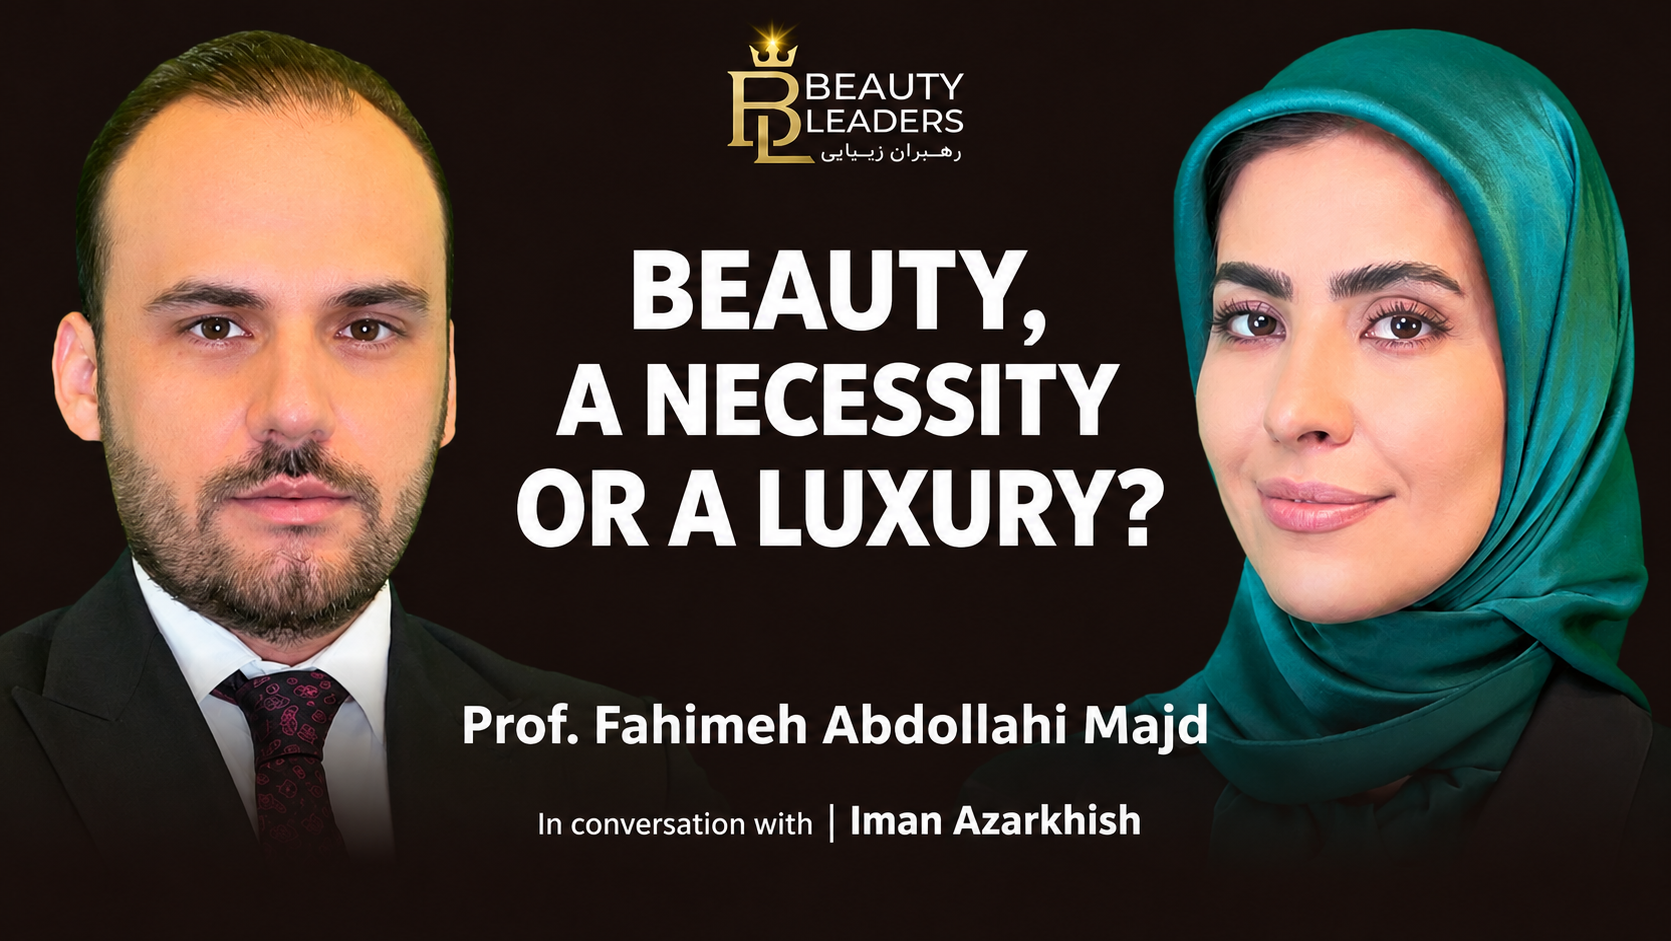 BEAUTY
LEADERS
رهبران زیبایی
BEAUTY,
A NECESSITY
OR A LUXURY?
Prof. Fahimeh Abdollahi Majd
In conversation with | Iman Azarkhish